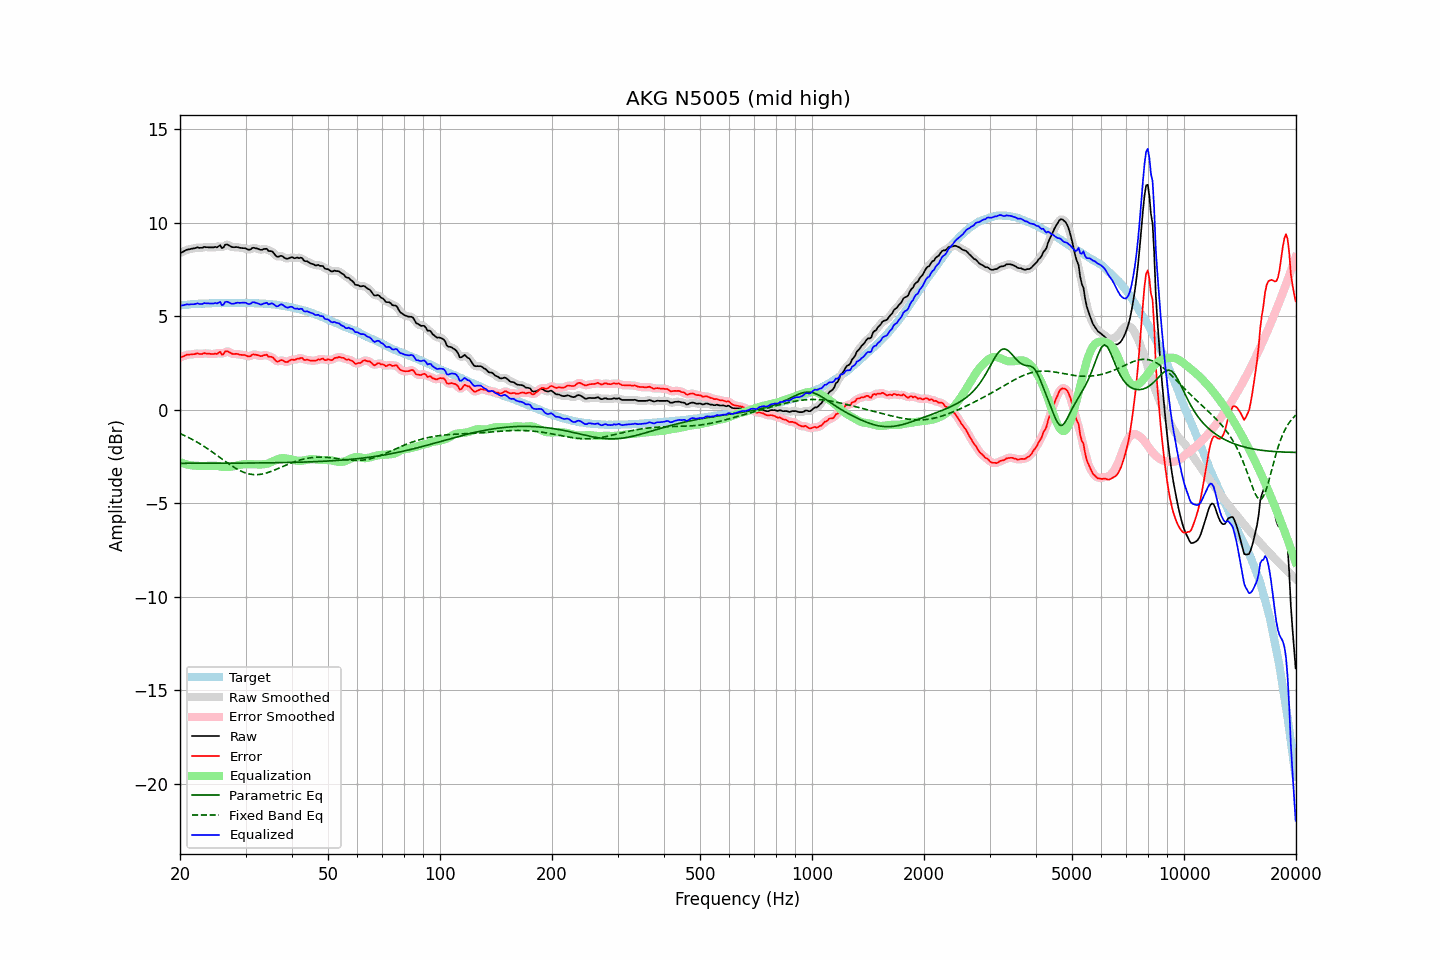 AKG N5005 (mid high)
Amplitude (dBr)
15
10
5
0
−5
−10
−15
−20
Target
Raw Smoothed
Error Smoothed
Raw
Error
Equalization
Parametric Eq
Fixed Band Eq
Equalized
20 50 100 200 500 1000 2000 5000 10000 20000
Frequency (Hz)